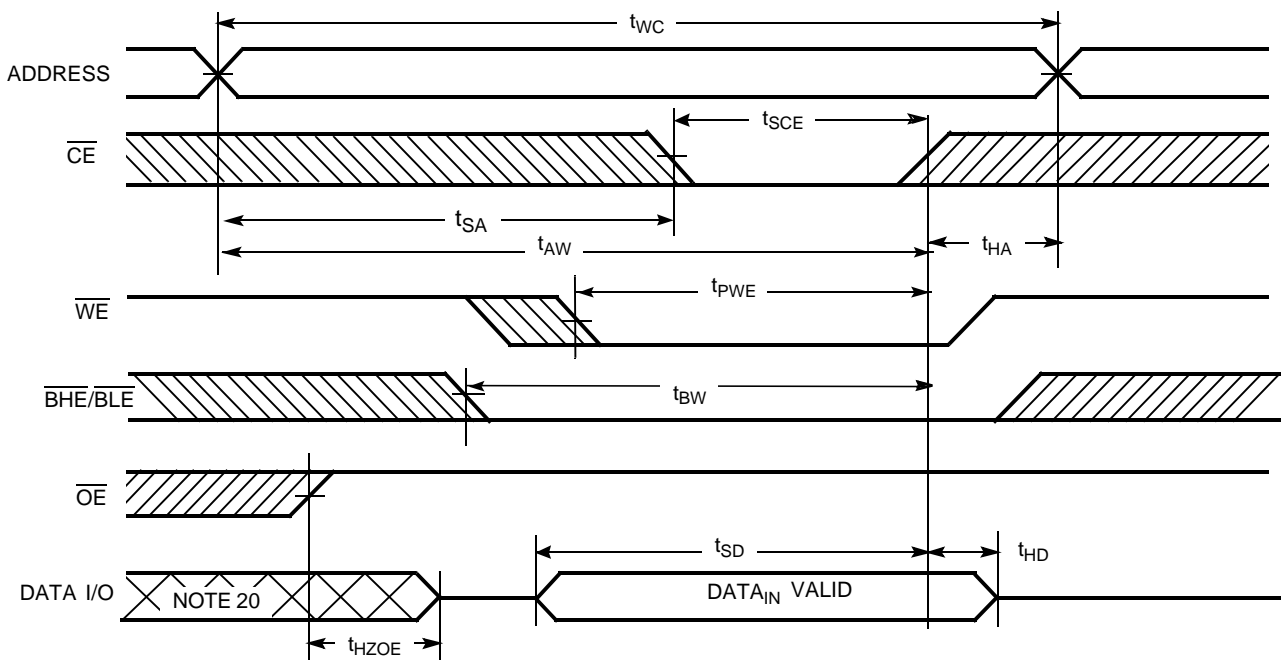 tWC
ADDRESS
tSCE
CE
tSA
tAW
tHA
tPWE
WE
tBW
BHE/BLE
OE
tSD
tHD
DATA I/O
NOTE 20
DATAIN VALID
tHZOE